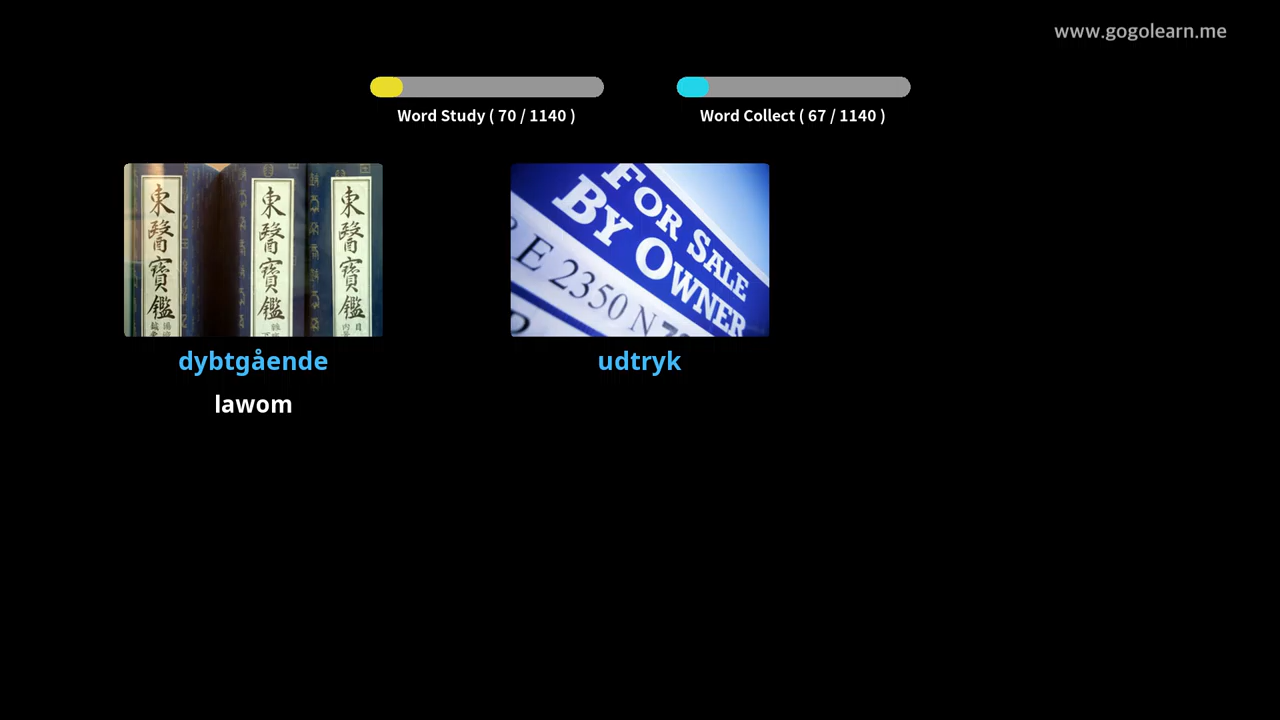 www.gogolearn.me
Word Study ( 70 / 1140 )
Word Collect ( 67 / 1140 )
東醫寶鑑
東醫寶鑑
東醫寶鑑
FOR SALE
BY OWNER
E 2350 N
dybtgående
udtryk
lawom